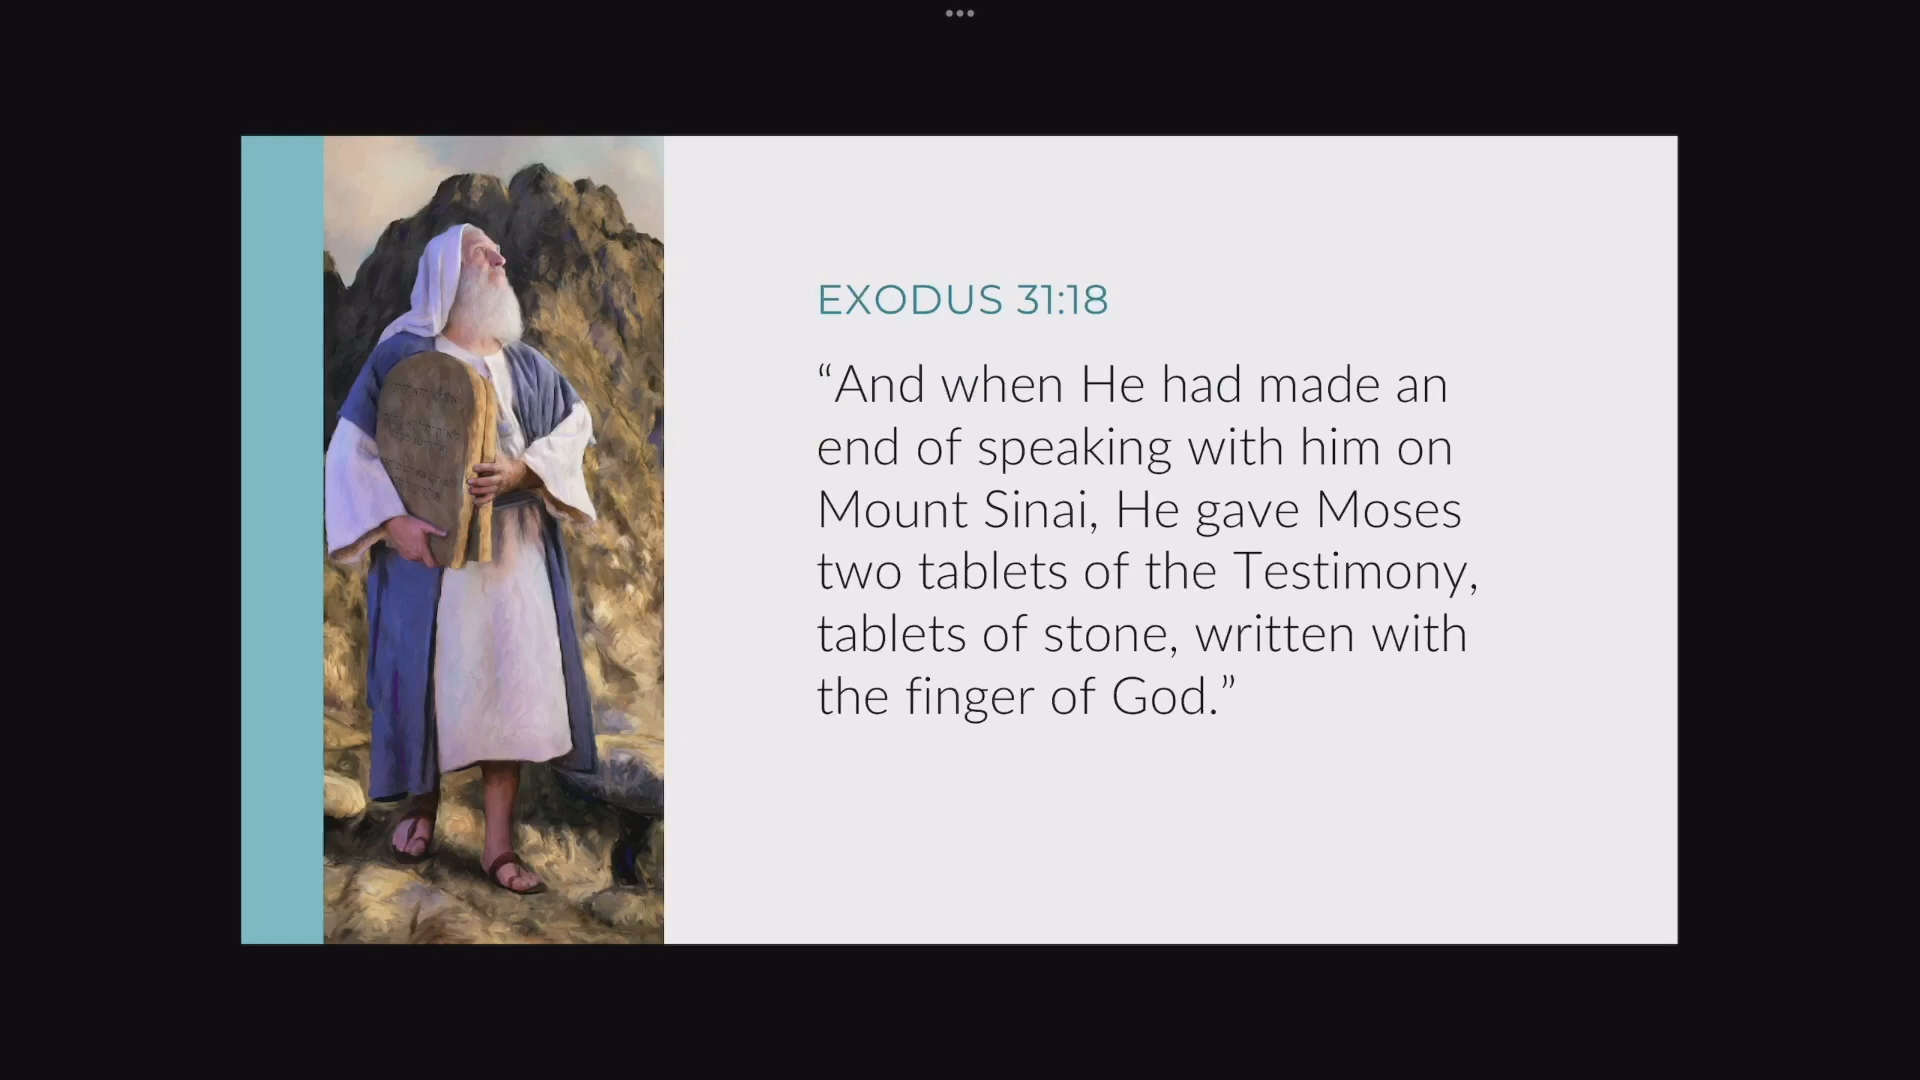 EXODUS 31:18
“And when He had made an
end of speaking with him on
Mount Sinai, He gave Moses
two tablets of the Testimony,
tablets of stone, written with
the finger of God.”